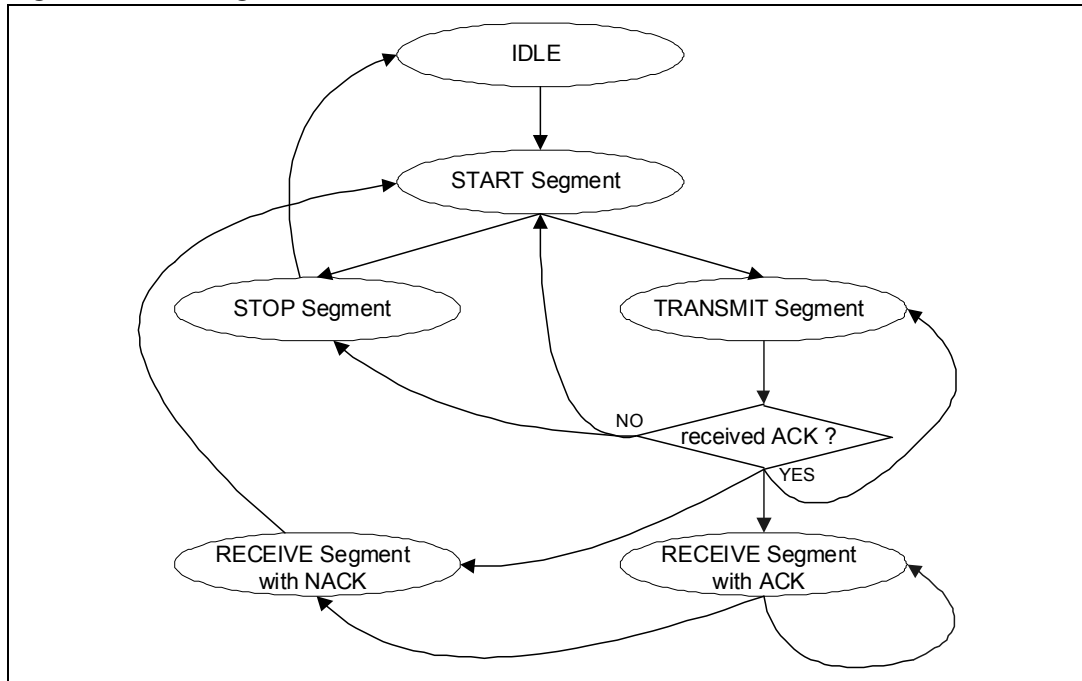 IDLE
START Segment
STOP Segment
TRANSMIT Segment
NO
received ACK ?
YES
RECEIVE Segment
with NACK
RECEIVE Segment
with ACK